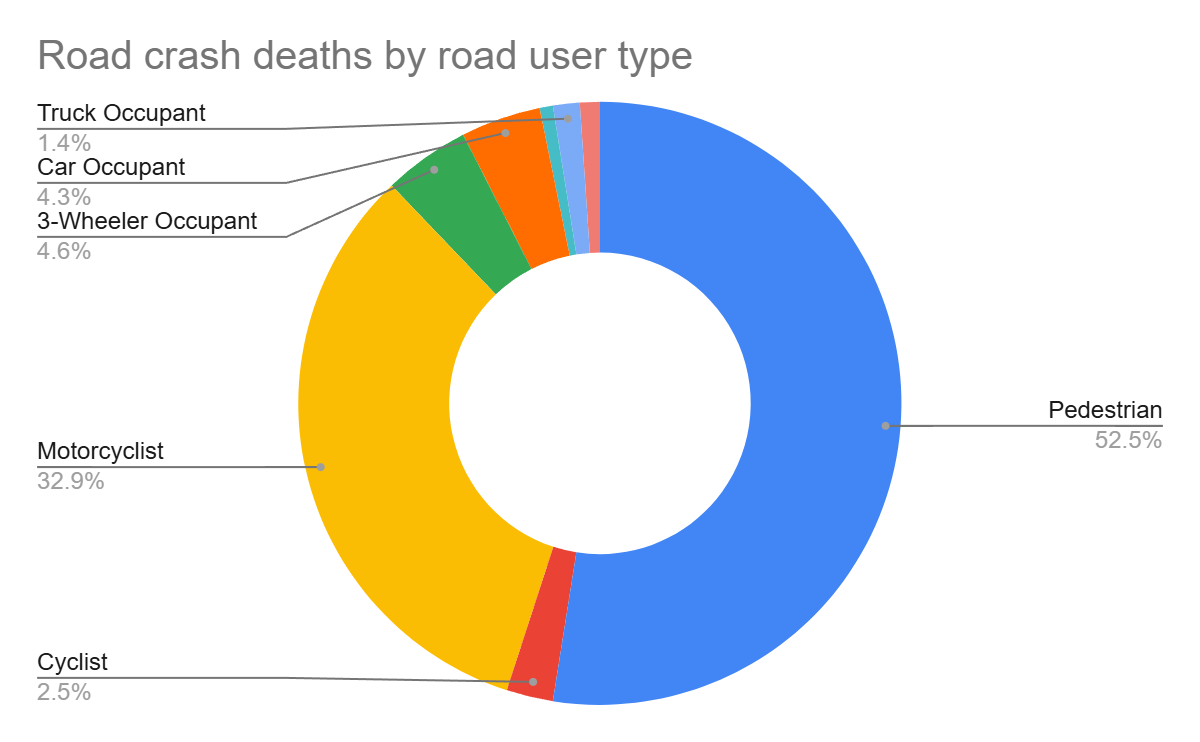 Road crash deaths by road user type
Truck Occupant
1.4%
Car Occupant
4.3%
3-Wheeler Occupant
4.6%
Pedestrian
52.5%
Motorcyclist
32.9%
Cyclist
2.5%